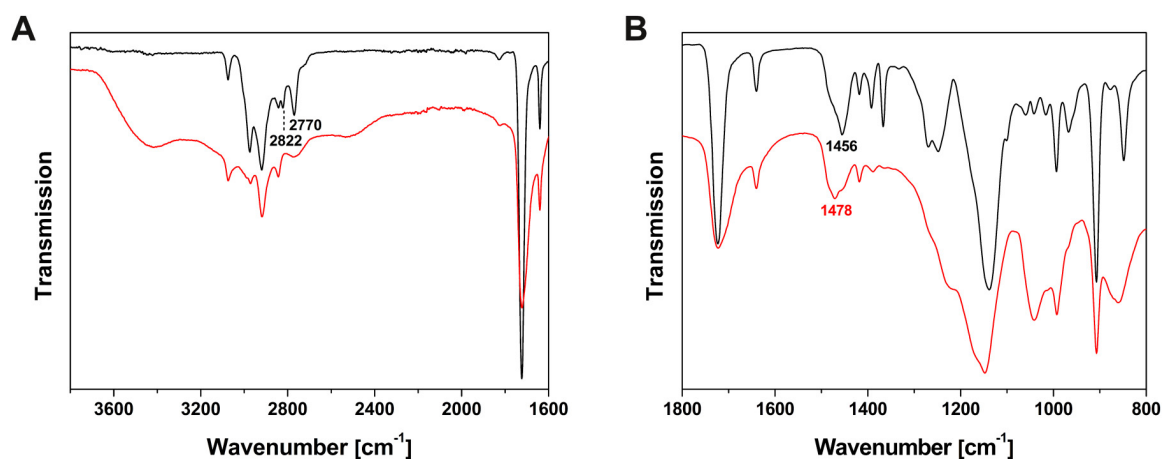 A
Transmission
2770
2822
3600 3200 2800 2400 2000 1600
Wavenumber [cm⁻¹]
B
Transmission
1456
1478
1800 1600 1400 1200 1000 800
Wavenumber [cm⁻¹]